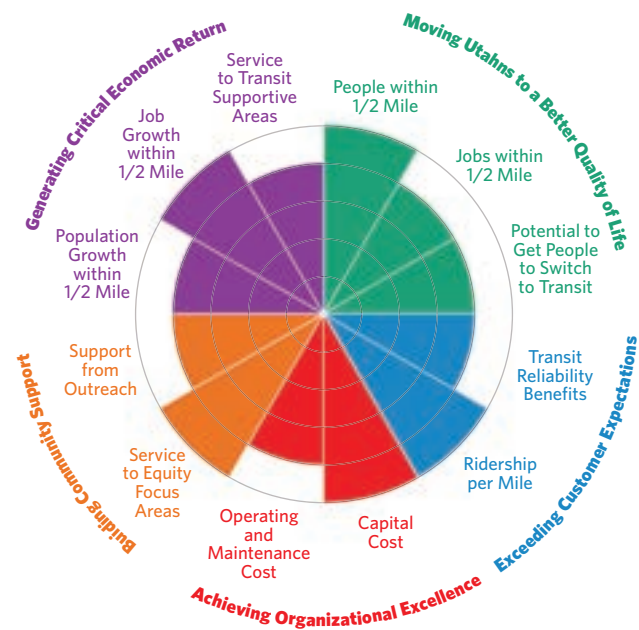 Moving Utahns to a Better Quality of Life
People within
1/2 Mile
Jobs within
1/2 Mile
Potential to
Get People
to Switch
to Transit
Exceeding Customer Expectations
Transit
Reliability
Benefits
Ridership
per Mile
Achieving Organizational Excellence
Capital
Cost
Operating
and
Maintenance
Cost
Buiding Community Support
Service
to Equity
Focus
Areas
Support
from
Outreach
Generating Critical Economic Return
Population
Growth
within
1/2 Mile
Job
Growth
within
1/2 Mile
Service
to Transit
Supportive
Areas